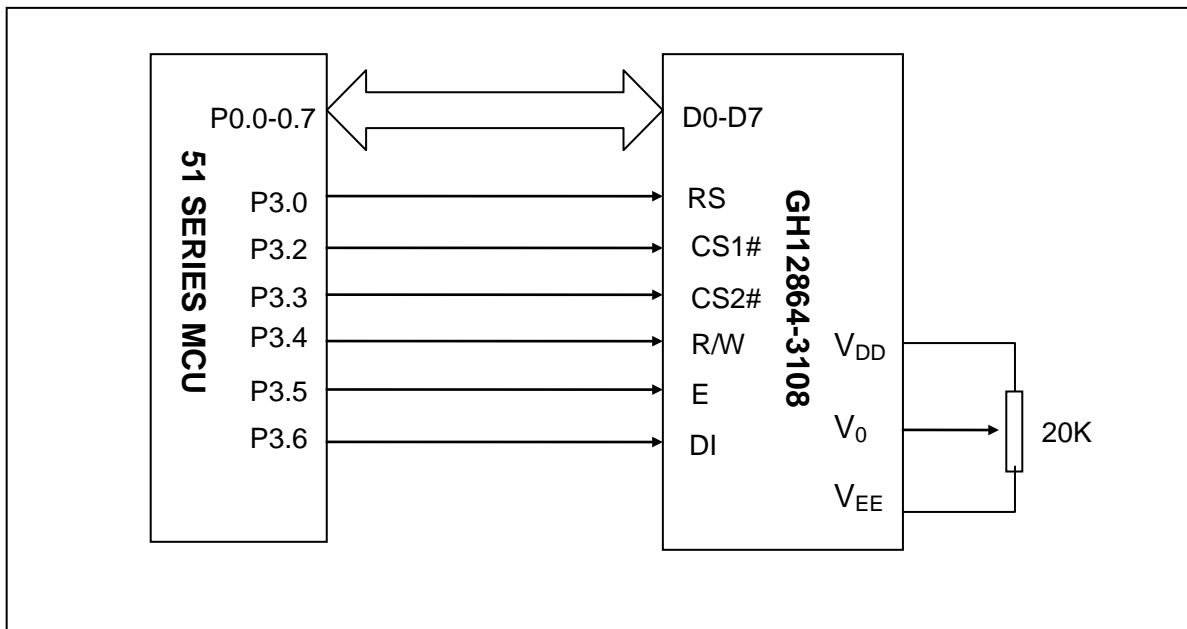 P0.0-0.7
P3.0
P3.2
P3.3
P3.4
P3.5
P3.6
51 SERIES MCU
D0-D7
RS
CS1#
CS2#
R/W
E
DI
GH12864-3108
VDD
V0
VEE
20K